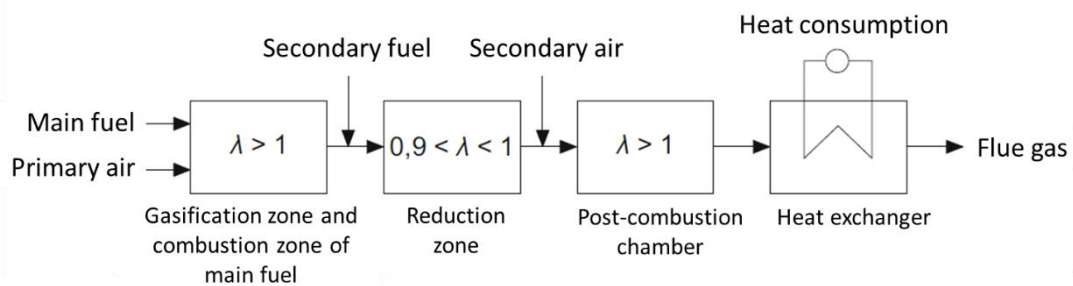 Heat consumption
Secondary fuel
Secondary air
Main fuel
Primary air
λ > 1
0,9 < λ < 1
λ > 1
Flue gas
Gasification zone and
combustion zone of
main fuel
Reduction
zone
Post-combustion
chamber
Heat exchanger